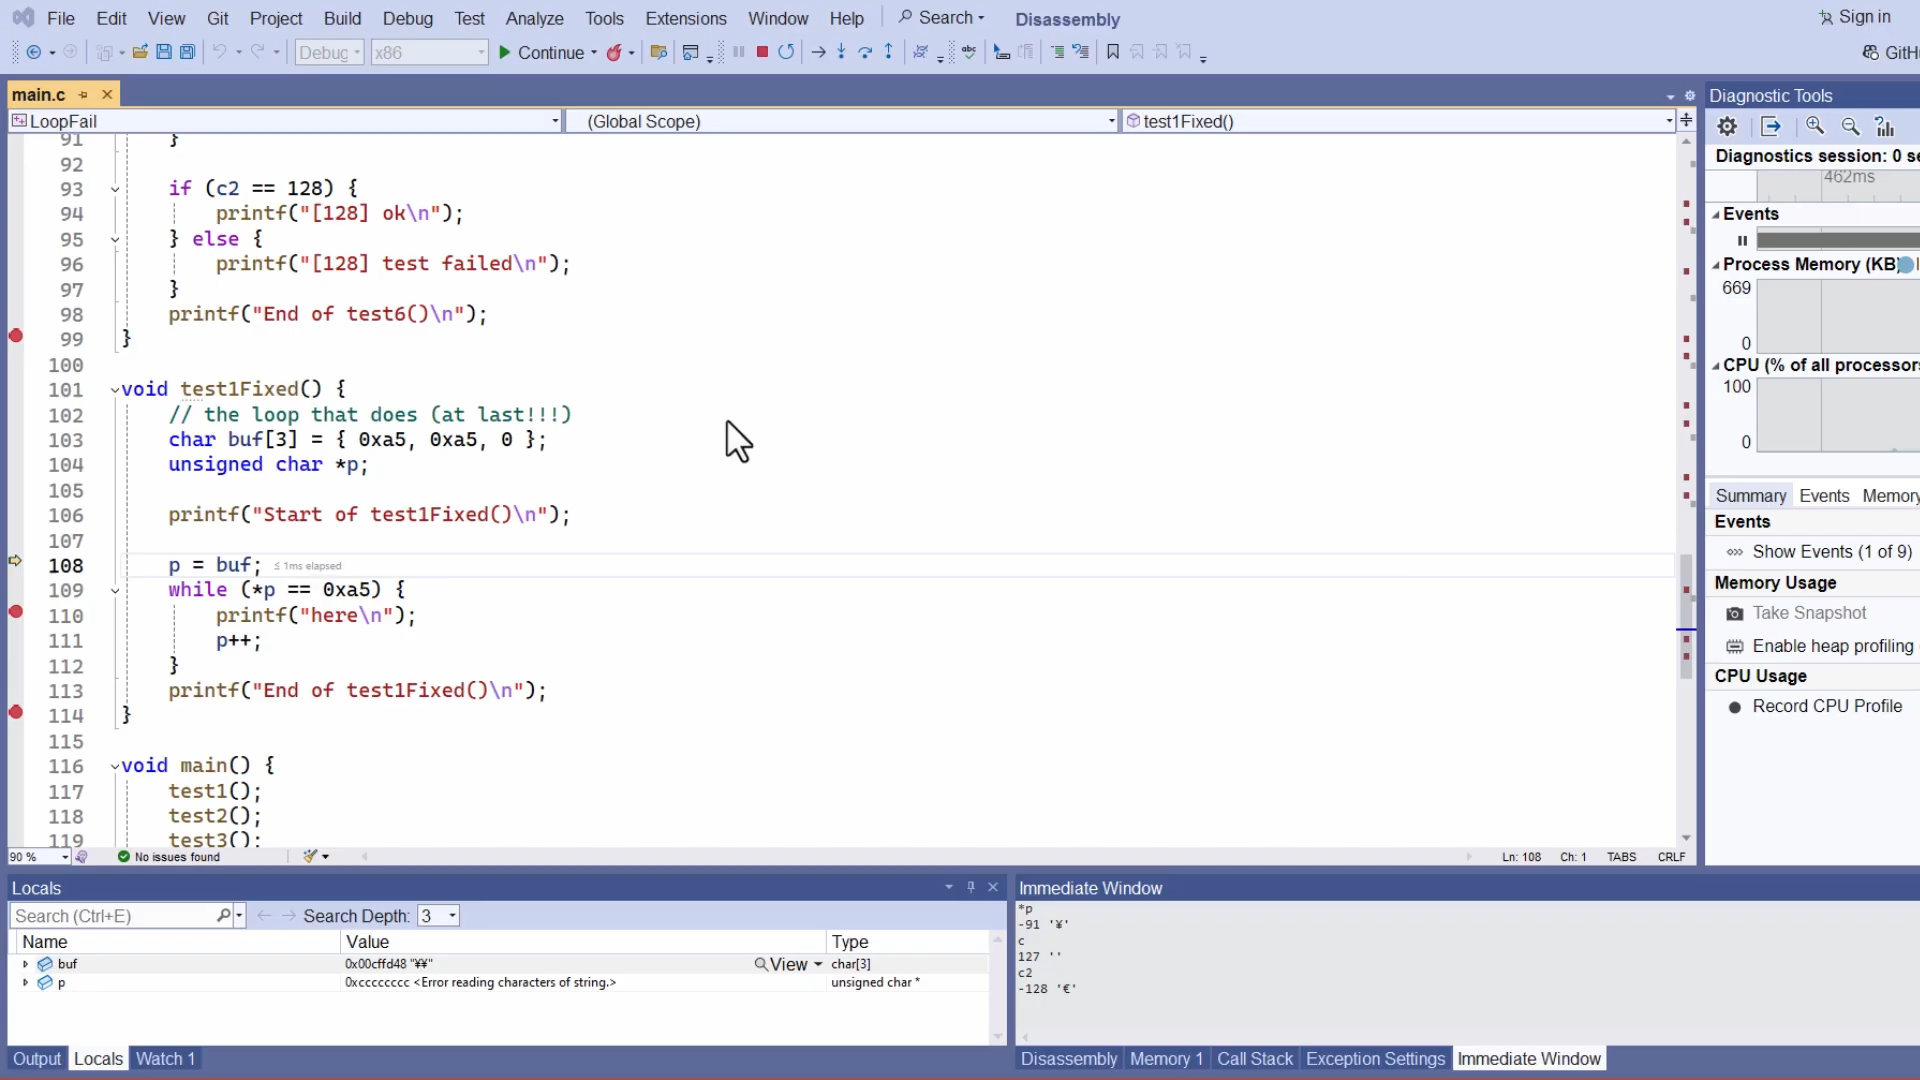 File Edit View Git Project Build Debug Test Analyze Tools Extensions Window Help Search Disassembly Sign in
Debug x86 Continue abc
main.c
LoopFail (Global Scope) test1Fixed()
91 }
92
93 if (c2 == 128) {
94 printf("[128] ok\n");
95 } else {
96 printf("[128] test failed\n");
97 }
98 printf("End of test6()\n");
99 }
100
101 void test1Fixed() {
102 // the loop that does (at last!!!)
103 char buf[3] = { 0xa5, 0xa5, 0 };
104 unsigned char *p;
105
106 printf("Start of test1Fixed()\n");
107
108 p = buf; ≤ 1ms elapsed
109 while (*p == 0xa5) {
110 printf("here\n");
111 p++;
112 }
113 printf("End of test1Fixed()\n");
114 }
115
116 void main() {
117 test1();
118 test2();
119 test3();
90 % No issues found Ln: 108 Ch: 1 TABS CRLF
Diagnostic Tools
Diagnostics session: 0 se
462ms
Events
Process Memory (KB)
669
0
CPU (% of all processors
100
0
Summary Events Memory
Events
Show Events (1 of 9)
Memory Usage
Take Snapshot
Enable heap profiling
CPU Usage
Record CPU Profile
Locals
Search (Ctrl+E) Search Depth: 3
Name Value Type
buf 0x00cffd48 "¥¥" View char[3]
p 0xcccccccc <Error reading characters of string.> unsigned char *
Output Locals Watch 1
Immediate Window
*p
-91 '¥'
c
127 ''
c2
-128 '€'
Disassembly Memory 1 Call Stack Exception Settings Immediate Window